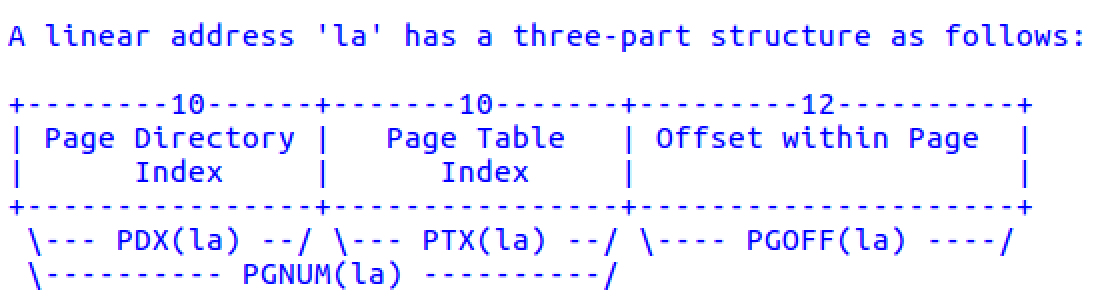 A linear address 'la' has a three-part structure as follows:

+--------10------+-------10-------+---------12----------+
| Page Directory |   Page Table   | Offset within Page  |
|      Index     |      Index     |                     |
+----------------+----------------+---------------------+
 \--- PDX(la) --/ \--- PTX(la) --/ \---- PGOFF(la) ----/
 \---------- PGNUM(la) ----------/